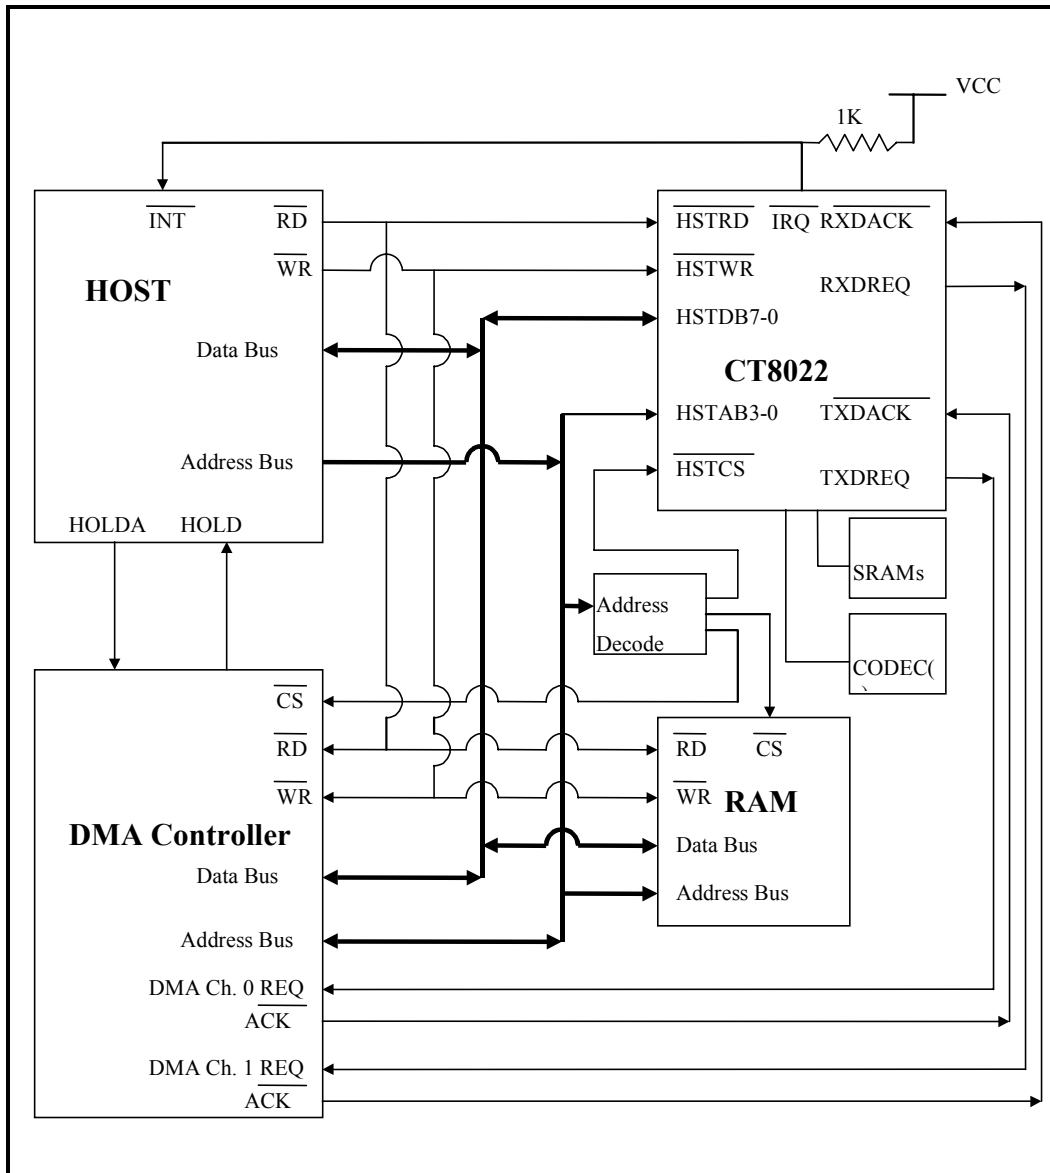 VCC
1K
INT
RD
WR
HOST
Data Bus
Address Bus
HOLDA
HOLD
HSTRD
IRQ
RXDACK
HSTWR
RXDREQ
HSTDB7-0
CT8022
HSTAB3-0
TXDACK
HSTCS
TXDREQ
SRAMs
Address
Decode
CODEC(
CS
RD
WR
DMA Controller
Data Bus
Address Bus
DMA Ch. 0 REQ
ACK
DMA Ch. 1 REQ
ACK
RD
CS
WR
RAM
Data Bus
Address Bus